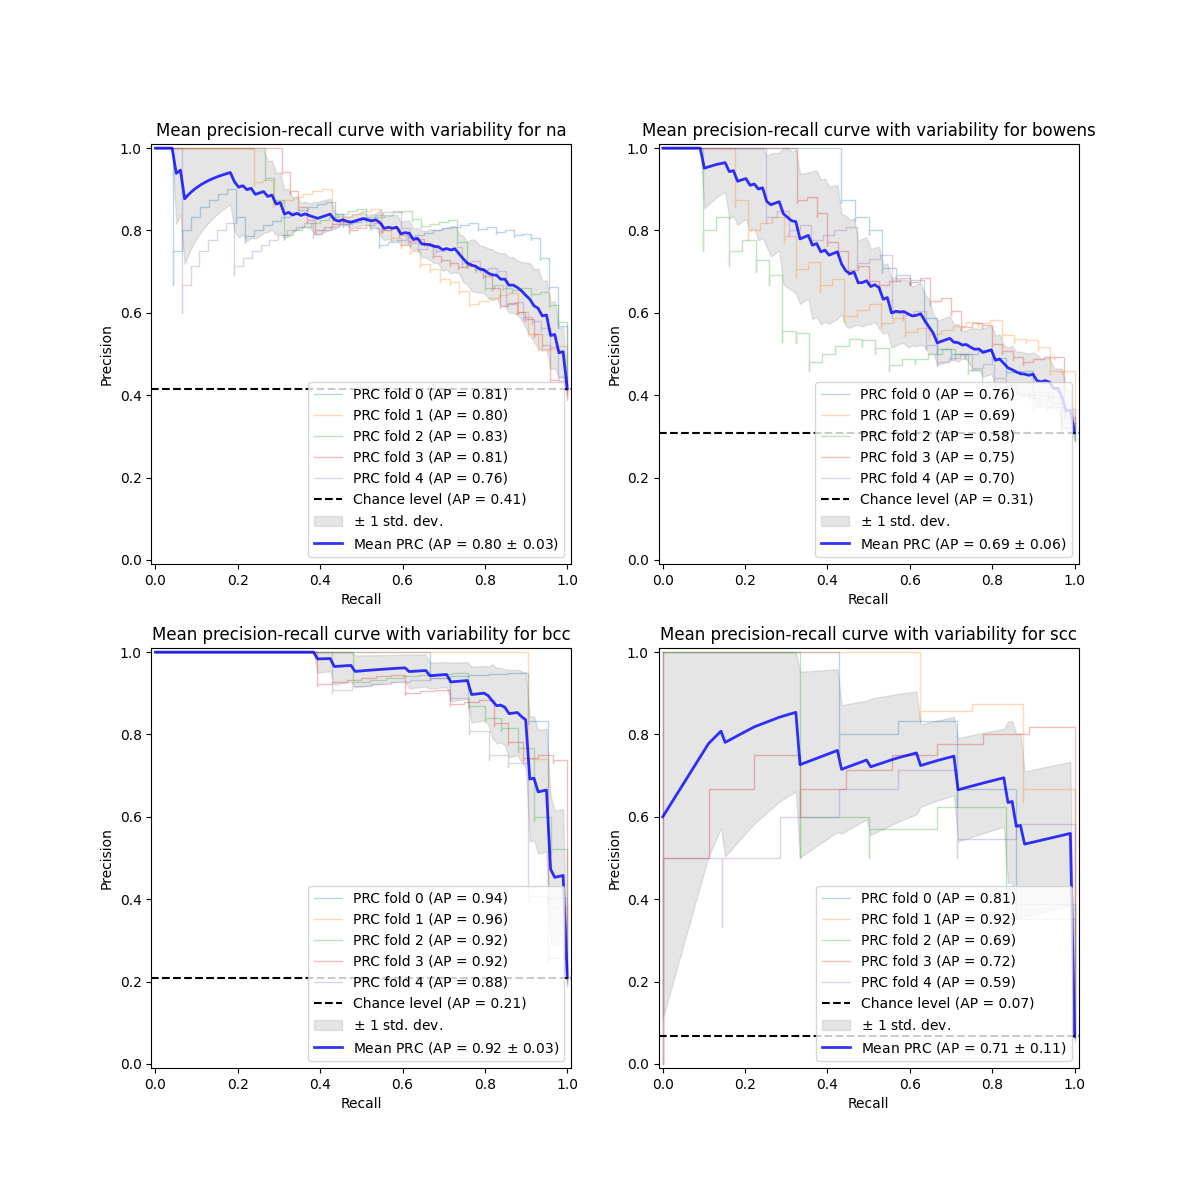 Mean precision-recall curve with variability for na
1.0
0.8
0.6
0.4
0.2
0.0
Precision
PRC fold 0 (AP = 0.81)
PRC fold 1 (AP = 0.80)
PRC fold 2 (AP = 0.83)
PRC fold 3 (AP = 0.81)
PRC fold 4 (AP = 0.76)
Chance level (AP = 0.41)
± 1 std. dev.
Mean PRC (AP = 0.80 ± 0.03)
0.0 0.2 0.4 0.6 0.8 1.0
Recall
Mean precision-recall curve with variability for bowens
1.0
0.8
0.6
0.4
0.2
0.0
Precision
PRC fold 0 (AP = 0.76)
PRC fold 1 (AP = 0.69)
PRC fold 2 (AP = 0.58)
PRC fold 3 (AP = 0.75)
PRC fold 4 (AP = 0.70)
Chance level (AP = 0.31)
± 1 std. dev.
Mean PRC (AP = 0.69 ± 0.06)
0.0 0.2 0.4 0.6 0.8 1.0
Recall
Mean precision-recall curve with variability for bcc
1.0
0.8
0.6
0.4
0.2
0.0
Precision
PRC fold 0 (AP = 0.94)
PRC fold 1 (AP = 0.96)
PRC fold 2 (AP = 0.92)
PRC fold 3 (AP = 0.92)
PRC fold 4 (AP = 0.88)
Chance level (AP = 0.21)
± 1 std. dev.
Mean PRC (AP = 0.92 ± 0.03)
0.0 0.2 0.4 0.6 0.8 1.0
Recall
Mean precision-recall curve with variability for scc
1.0
0.8
0.6
0.4
0.2
0.0
Precision
PRC fold 0 (AP = 0.81)
PRC fold 1 (AP = 0.92)
PRC fold 2 (AP = 0.69)
PRC fold 3 (AP = 0.72)
PRC fold 4 (AP = 0.59)
Chance level (AP = 0.07)
± 1 std. dev.
Mean PRC (AP = 0.71 ± 0.11)
0.0 0.2 0.4 0.6 0.8 1.0
Recall